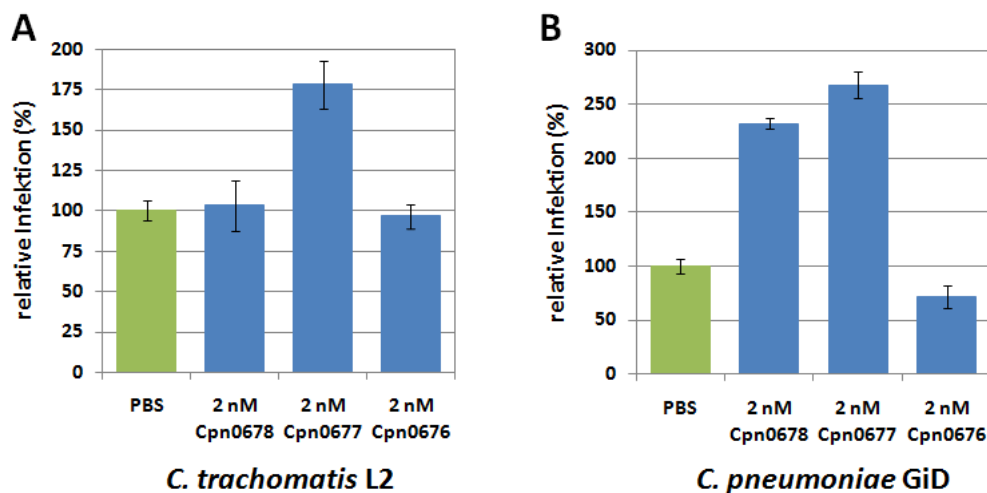 A
relative Infektion (%)
200
175
150
125
100
75
50
25
0
PBS
2 nM
Cpn0678
2 nM
Cpn0677
2 nM
Cpn0676
C. trachomatis L2
B
relative Infektion (%)
300
250
200
150
100
50
0
PBS
2 nM
Cpn0678
2 nM
Cpn0677
2 nM
Cpn0676
C. pneumoniae GiD